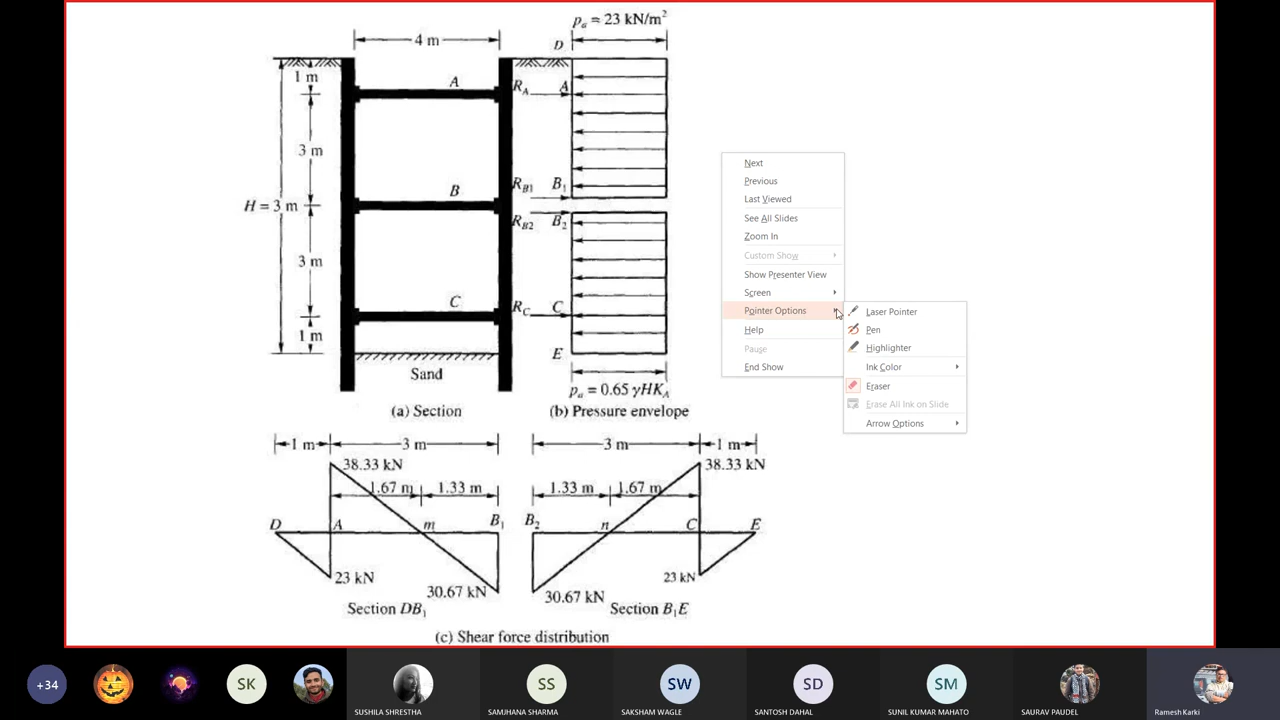 pa = 23 kN/m²
4 m
D
1 m
A
RA
A
3 m
B
RB1
B1
H = 3 m
RB2
B2
3 m
C
RC
C
1 m
E
Sand
pa = 0.65 γHKA
(a) Section
(b) Pressure envelope
1 m
3 m
3 m
1 m
38.33 kN
38.33 kN
1.67 m
1.33 m
1.33 m
1.67 m
D
A
m
B1
B2
n
C
E
23 kN
30.67 kN
30.67 kN
23 kN
Section DB1
Section B1E
(c) Shear force distribution
Next
Previous
Last Viewed
See All Slides
Zoom In
Custom Show
Show Presenter View
Screen
Pointer Options
Help
Pause
End Show
Laser Pointer
Pen
Highlighter
Ink Color
Eraser
Erase All Ink on Slide
Arrow Options
+34
SK
SS
SW
SD
SM
SUSHILA SHRESTHA
SAMJHANA SHARMA
SAKSHAM WAGLE
SANTOSH DAHAL
SUNIL KUMAR MAHATO
SAURAV PAUDEL
Ramesh Karki